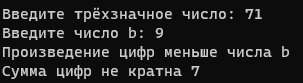 Введите трёхзначное число: 71
Введите число b: 9
Произведение цифр меньше числа b
Сумма цифр не кратна 7